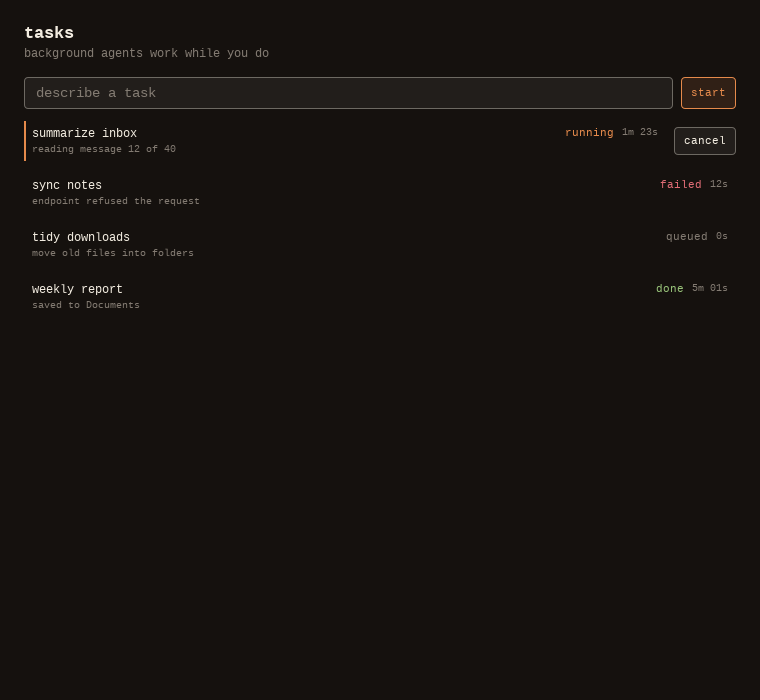 tasks
background agents work while you do
describe a task
start
summarize inbox
running 1m 23s
cancel
reading message 12 of 40
sync notes
failed 12s
endpoint refused the request
tidy downloads
queued 0s
move old files into folders
weekly report
done 5m 01s
saved to Documents